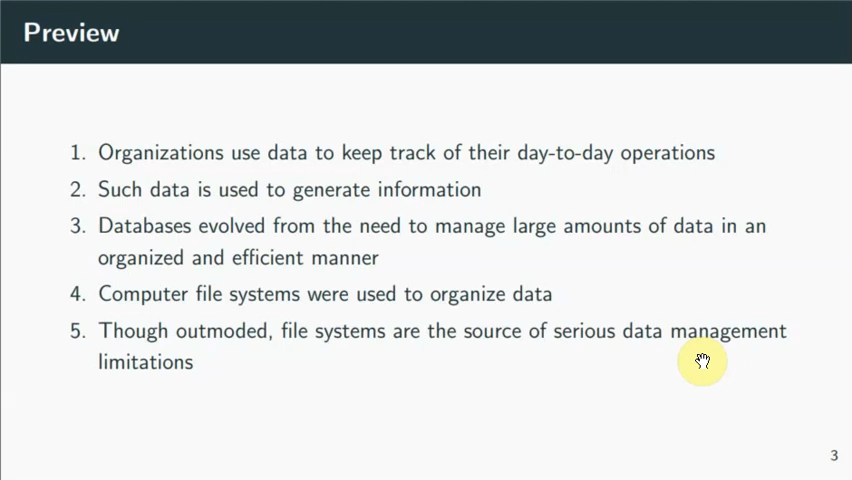 Preview
1. Organizations use data to keep track of their day-to-day operations
2. Such data is used to generate information
3. Databases evolved from the need to manage large amounts of data in an
organized and efficient manner
4. Computer file systems were used to organize data
5. Though outmoded, file systems are the source of serious data management
limitations
3